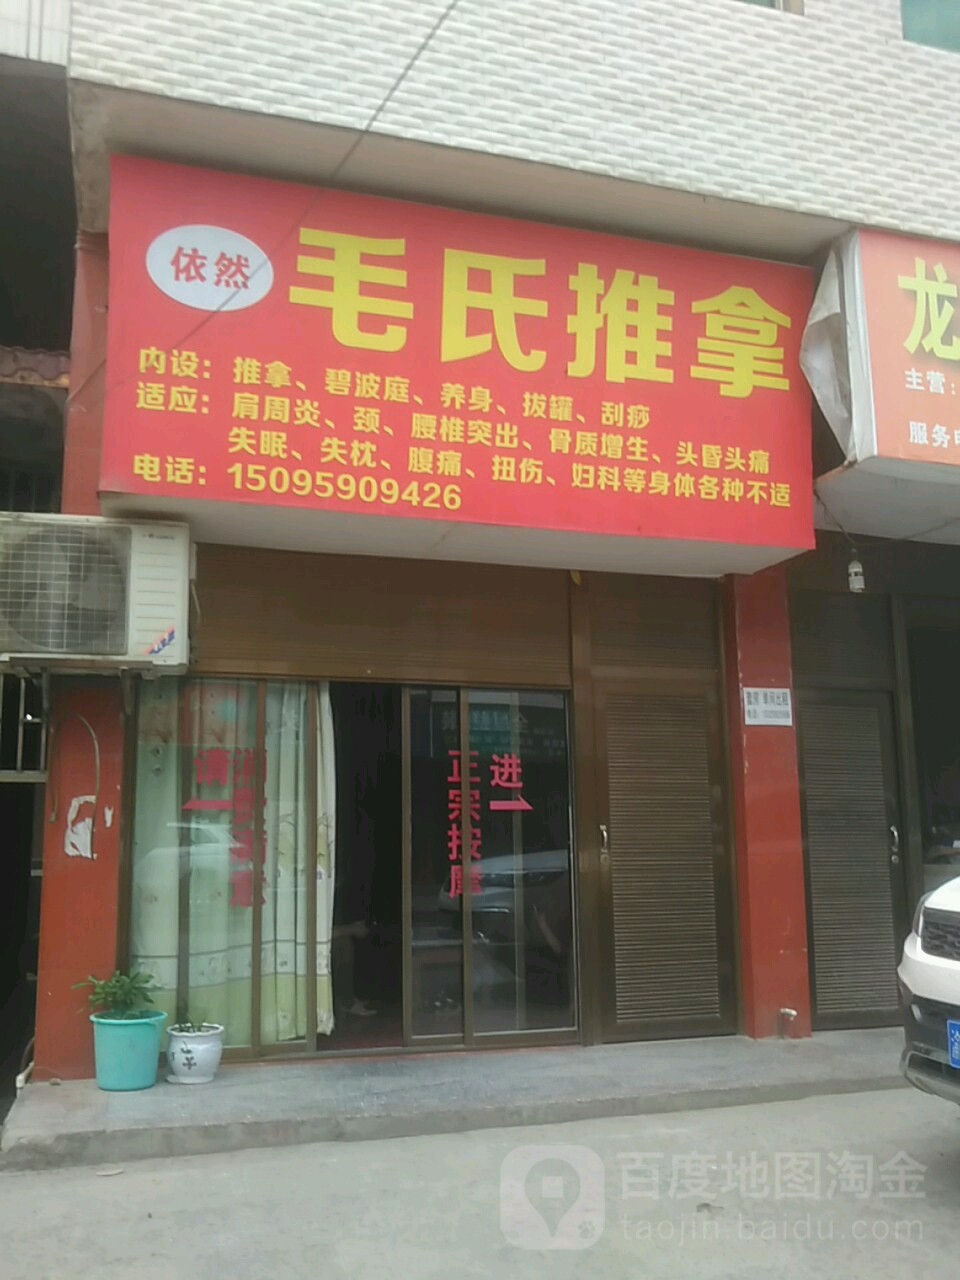 依然
毛氏推拿
内设：推拿、碧波庭、养身、拔罐、刮痧
适应：肩周炎、颈、腰椎突出、骨质增生、头昏头痛
失眠、失枕、腹痛、扭伤、妇科等身体各种不适
电话：15095909426
龙
主营：
服务电
请
进
正宗按摩
百度地图淘金
taojin.baidu.com